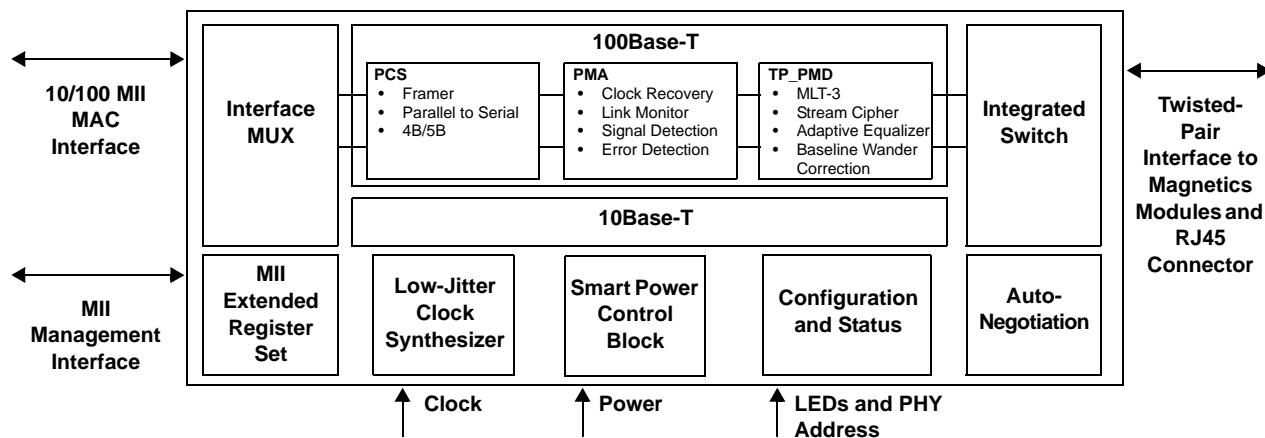 10/100 MII
MAC
Interface
MII
Management
Interface
Interface
MUX
100Base-T
PCS
• Framer
• Parallel to Serial
• 4B/5B
PMA
• Clock Recovery
• Link Monitor
• Signal Detection
• Error Detection
TP_PMD
• MLT-3
• Stream Cipher
• Adaptive Equalizer
• Baseline Wander
Correction
10Base-T
Integrated
Switch
MII
Extended
Register
Set
Low-Jitter
Clock
Synthesizer
Smart Power
Control
Block
Configuration
and Status
Auto-
Negotiation
Twisted-
Pair
Interface to
Magnetics
Modules and
RJ45
Connector
Clock
Power
LEDs and PHY
Address